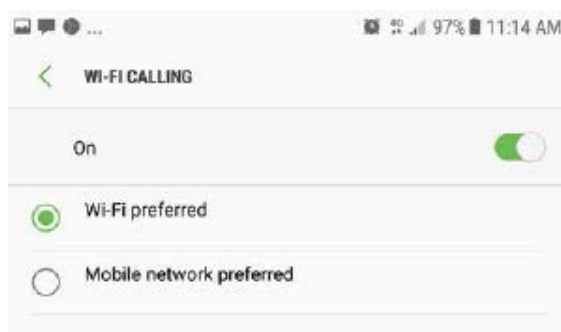 ... 97% 11:14 AM
WI-FI CALLING
On
Wi-Fi preferred
Mobile network preferred